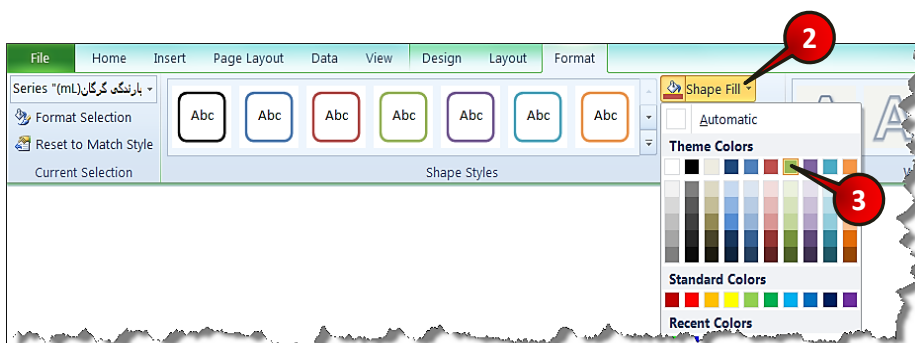 2
File Home Insert Page Layout Data View Design Layout Format
Series "(mL)بارندگی گرگان
Format Selection
Reset to Match Style
Current Selection
Abc Abc Abc Abc Abc Abc Abc
Shape Styles
Shape Fill
Automatic
Theme Colors
3
Standard Colors
Recent Colors